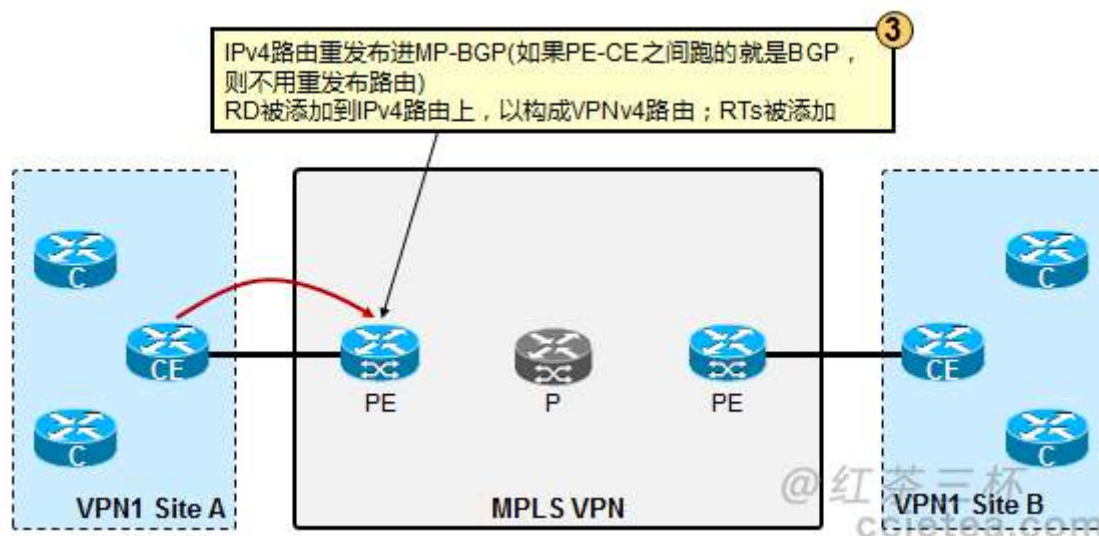 3
IPv4路由重发布进MP-BGP(如果PE-CE之间跑的就是BGP，
则不用重发布路由)
RD被添加到IPv4路由上，以构成VPNv4路由；RTs被添加
C
C
CE
PE
P
PE
CE
C
C
VPN1 Site A
MPLS VPN
VPN1 Site B
@红茶三杯
ccietea.com